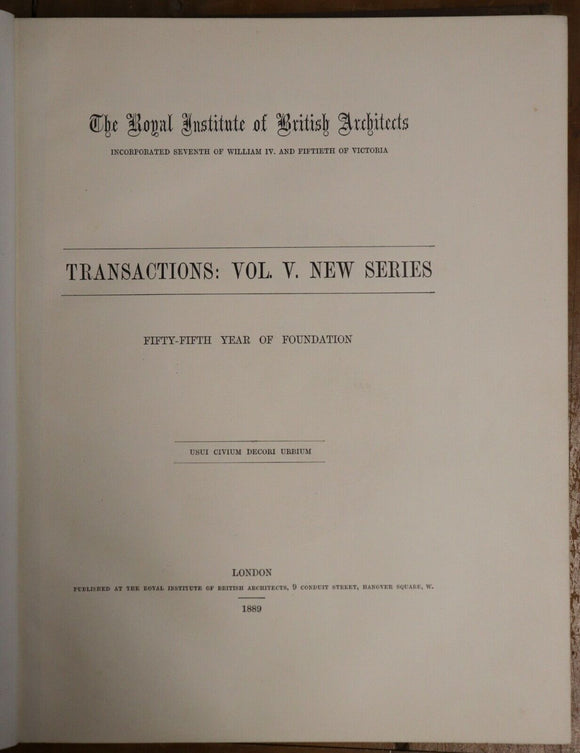 The Royal Institute of British Architects
INCORPORATED SEVENTH OF WILLIAM IV. AND FIFTIETH OF VICTORIA
TRANSACTIONS: VOL. V. NEW SERIES
FIFTY-FIFTH YEAR OF FOUNDATION
USUI CIVIUM DECORI URBIUM
LONDON
PUBLISHED AT THE ROYAL INSTITUTE OF BRITISH ARCHITECTS, 9 CONDUIT STREET, HANOVER SQUARE, W.
1889